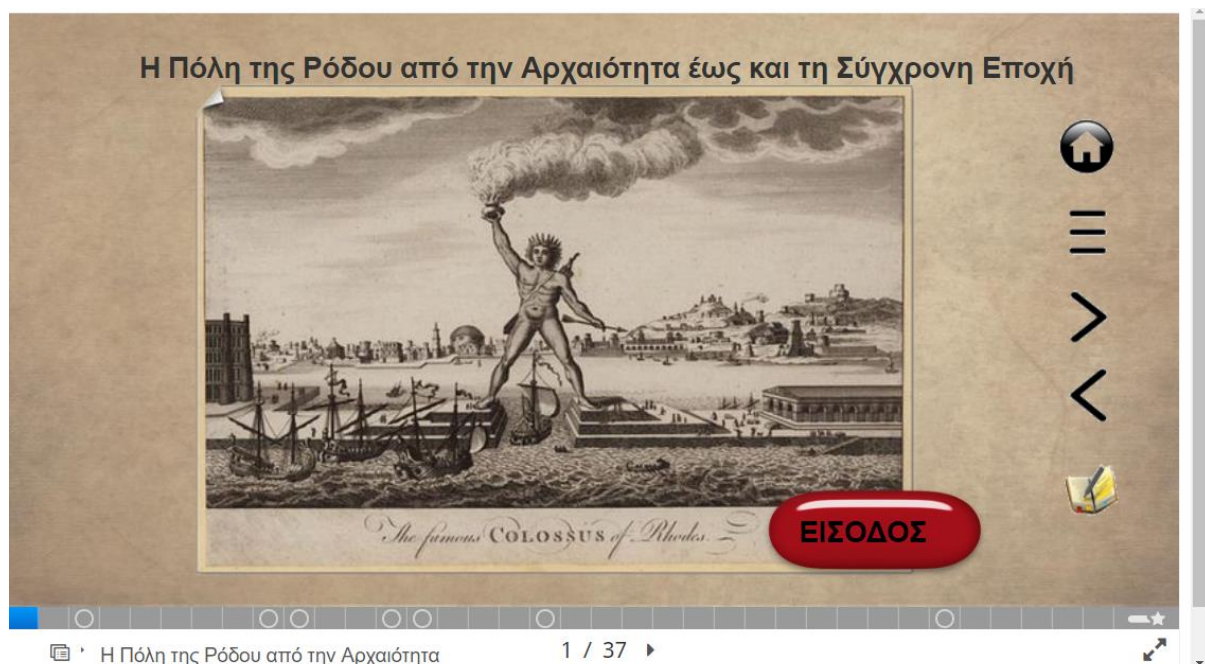 Η Πόλη της Ρόδου από την Αρχαιότητα έως και τη Σύγχρονη Εποχή
The famous COLOSSUS of Rhodes.
ΕΙΣΟΔΟΣ
Η Πόλη της Ρόδου από την Αρχαιότητα
1 / 37